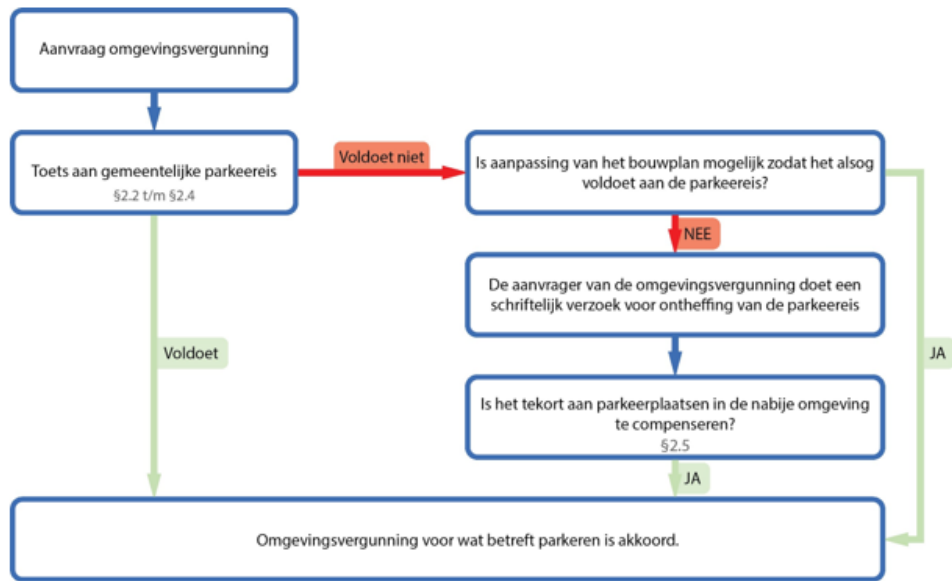 Aanvraag omgevingsvergunning
Toets aan gemeentelijke parkeereis
§2.2 t/m §2.4
Voldoet niet
Is aanpassing van het bouwplan mogelijk zodat het alsog
voldoet aan de parkeereis?
NEE
De aanvrager van de omgevingsvergunning doet een
schriftelijk verzoek voor ontheffing van de parkeereis
Voldoet
JA
Is het tekort aan parkeerplaatsen in de nabije omgeving
te compenseren?
§2.5
JA
Omgevingsvergunning voor wat betreft parkeren is akkoord.